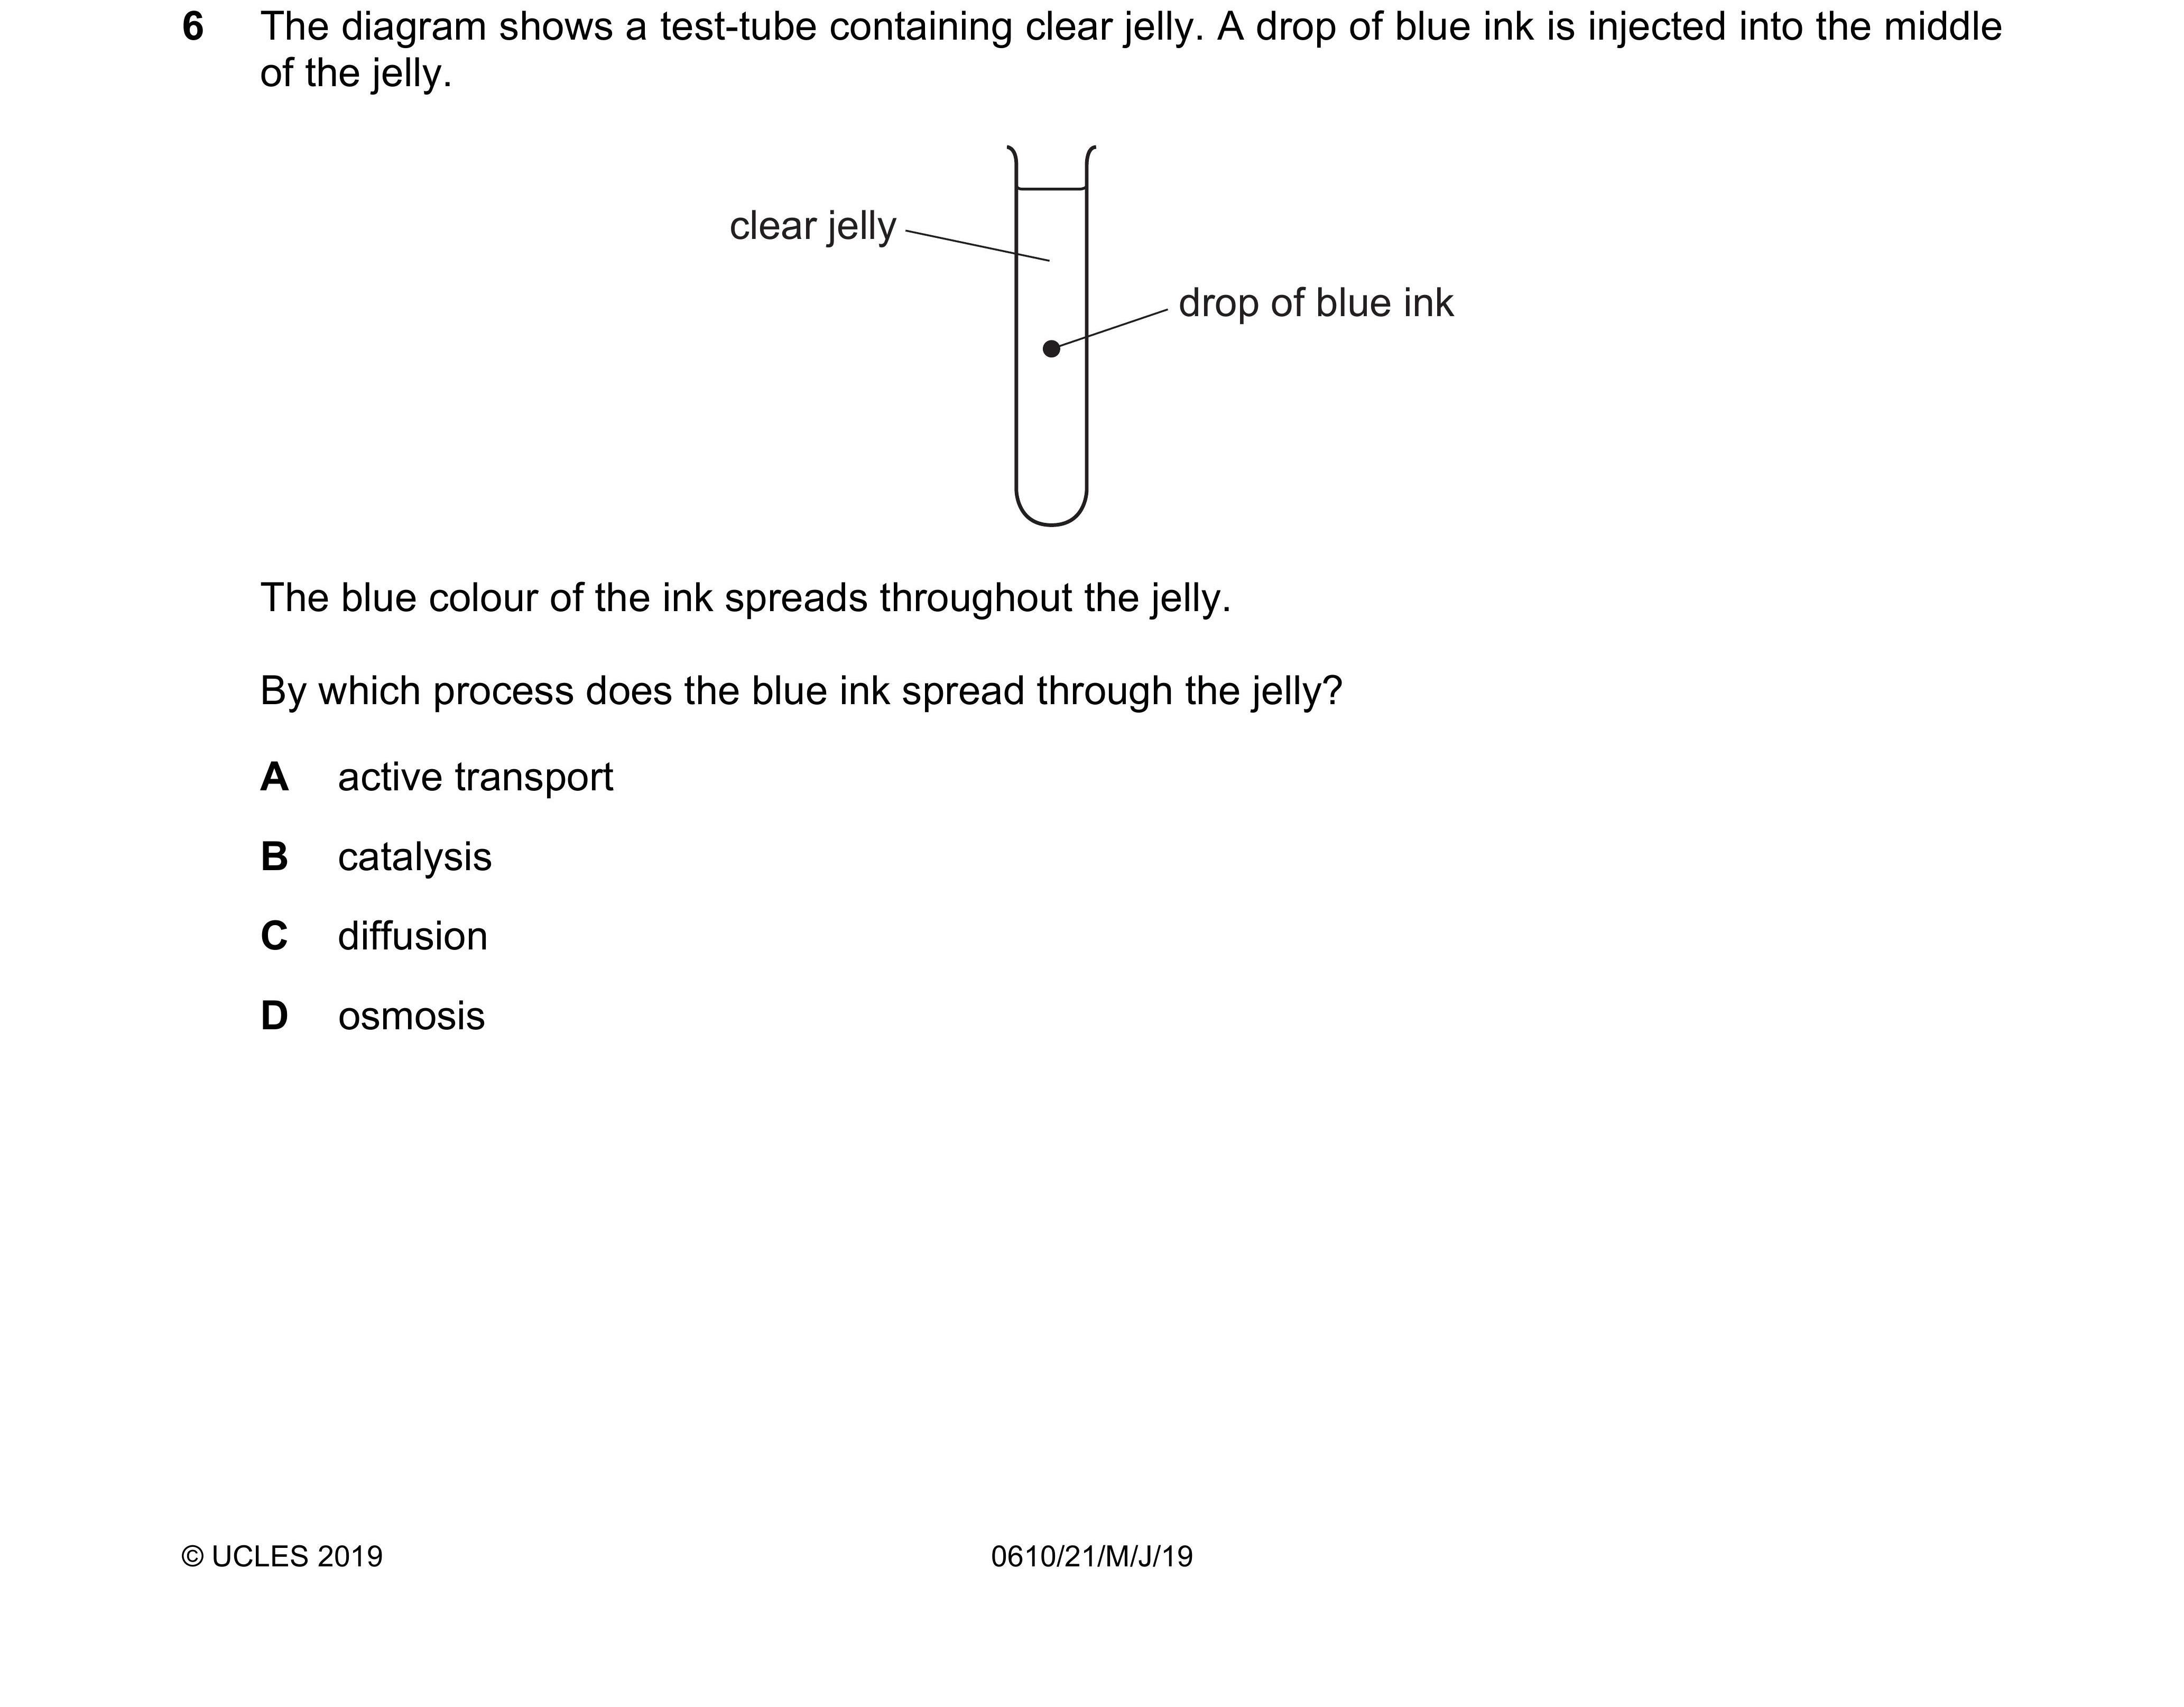 6 The diagram shows a test-tube containing clear jelly. A drop of blue ink is injected into the middle
of the jelly.
clear jelly
drop of blue ink
The blue colour of the ink spreads throughout the jelly.
By which process does the blue ink spread through the jelly?
A active transport
B catalysis
C diffusion
D osmosis
© UCLES 2019 0610/21/M/J/19